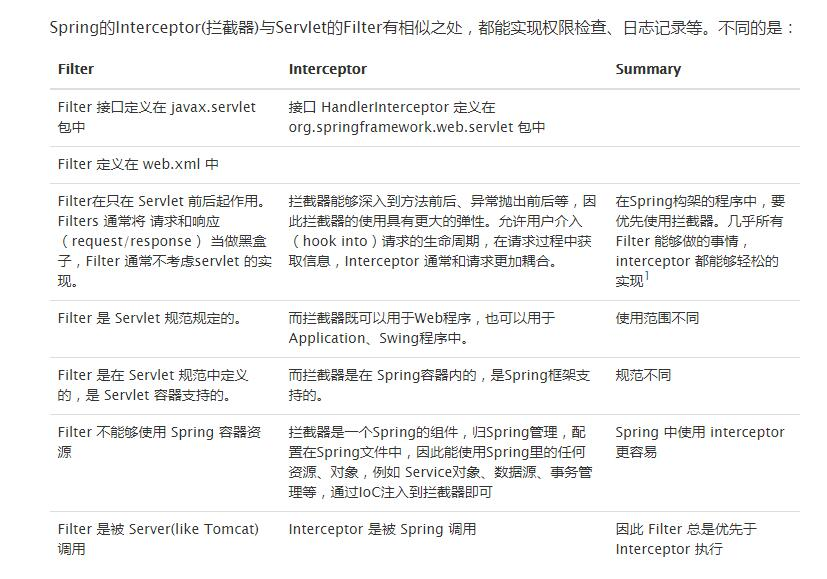 Spring的Interceptor(拦截器)与Servlet的Filter有相似之处，都能实现权限检查、日志记录等。不同的是：
Filter
Interceptor
Summary
Filter 接口定义在 javax.servlet
包中
接口 HandlerInterceptor 定义在
org.springframework.web.servlet 包中
Filter 定义在 web.xml 中
Filter在只在 Servlet 前后起作用。
Filters 通常将 请求和响应
（request/response） 当做黑盒
子，Filter 通常不考虑servlet 的实
现。
拦截器能够深入到方法前后、异常抛出前后等，因
此拦截器的使用具有更大的弹性。允许用户介入
（hook into）请求的生命周期，在请求过程中获
取信息，Interceptor 通常和请求更加耦合。
在Spring构架的程序中，要
优先使用拦截器。几乎所有
Filter 能够做的事情，
interceptor 都能够轻松的
实现]
Filter 是 Servlet 规范规定的。
而拦截器既可以用于Web程序，也可以用于
Application、Swing程序中。
使用范围不同
Filter 是在 Servlet 规范中定义
的，是 Servlet 容器支持的。
而拦截器是在 Spring容器内的，是Spring框架支
持的。
规范不同
Filter 不能够使用 Spring 容器资
源
拦截器是一个Spring的组件，归Spring管理，配
置在Spring文件中，因此能使用Spring里的任何
资源、对象，例如 Service对象、数据源、事务管
理等，通过IoC注入到拦截器即可
Spring 中使用 interceptor
更容易
Filter 是被 Server(like Tomcat)
调用
Interceptor 是被 Spring 调用
因此 Filter 总是优先于
Interceptor 执行